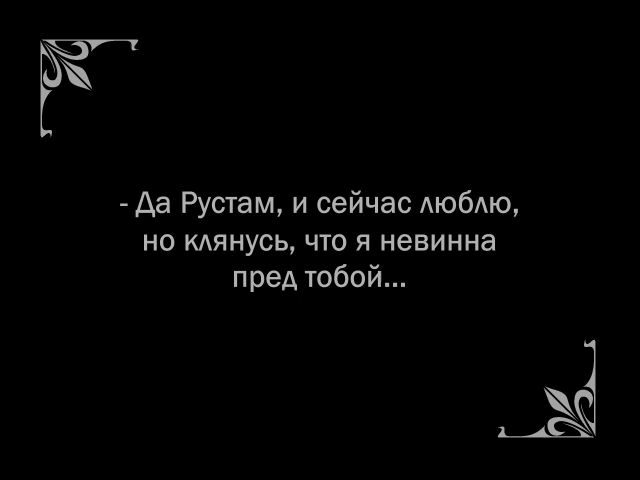 - Да Рустам, и сейчас люблю,
но клянусь, что я невинна
пред тобой...